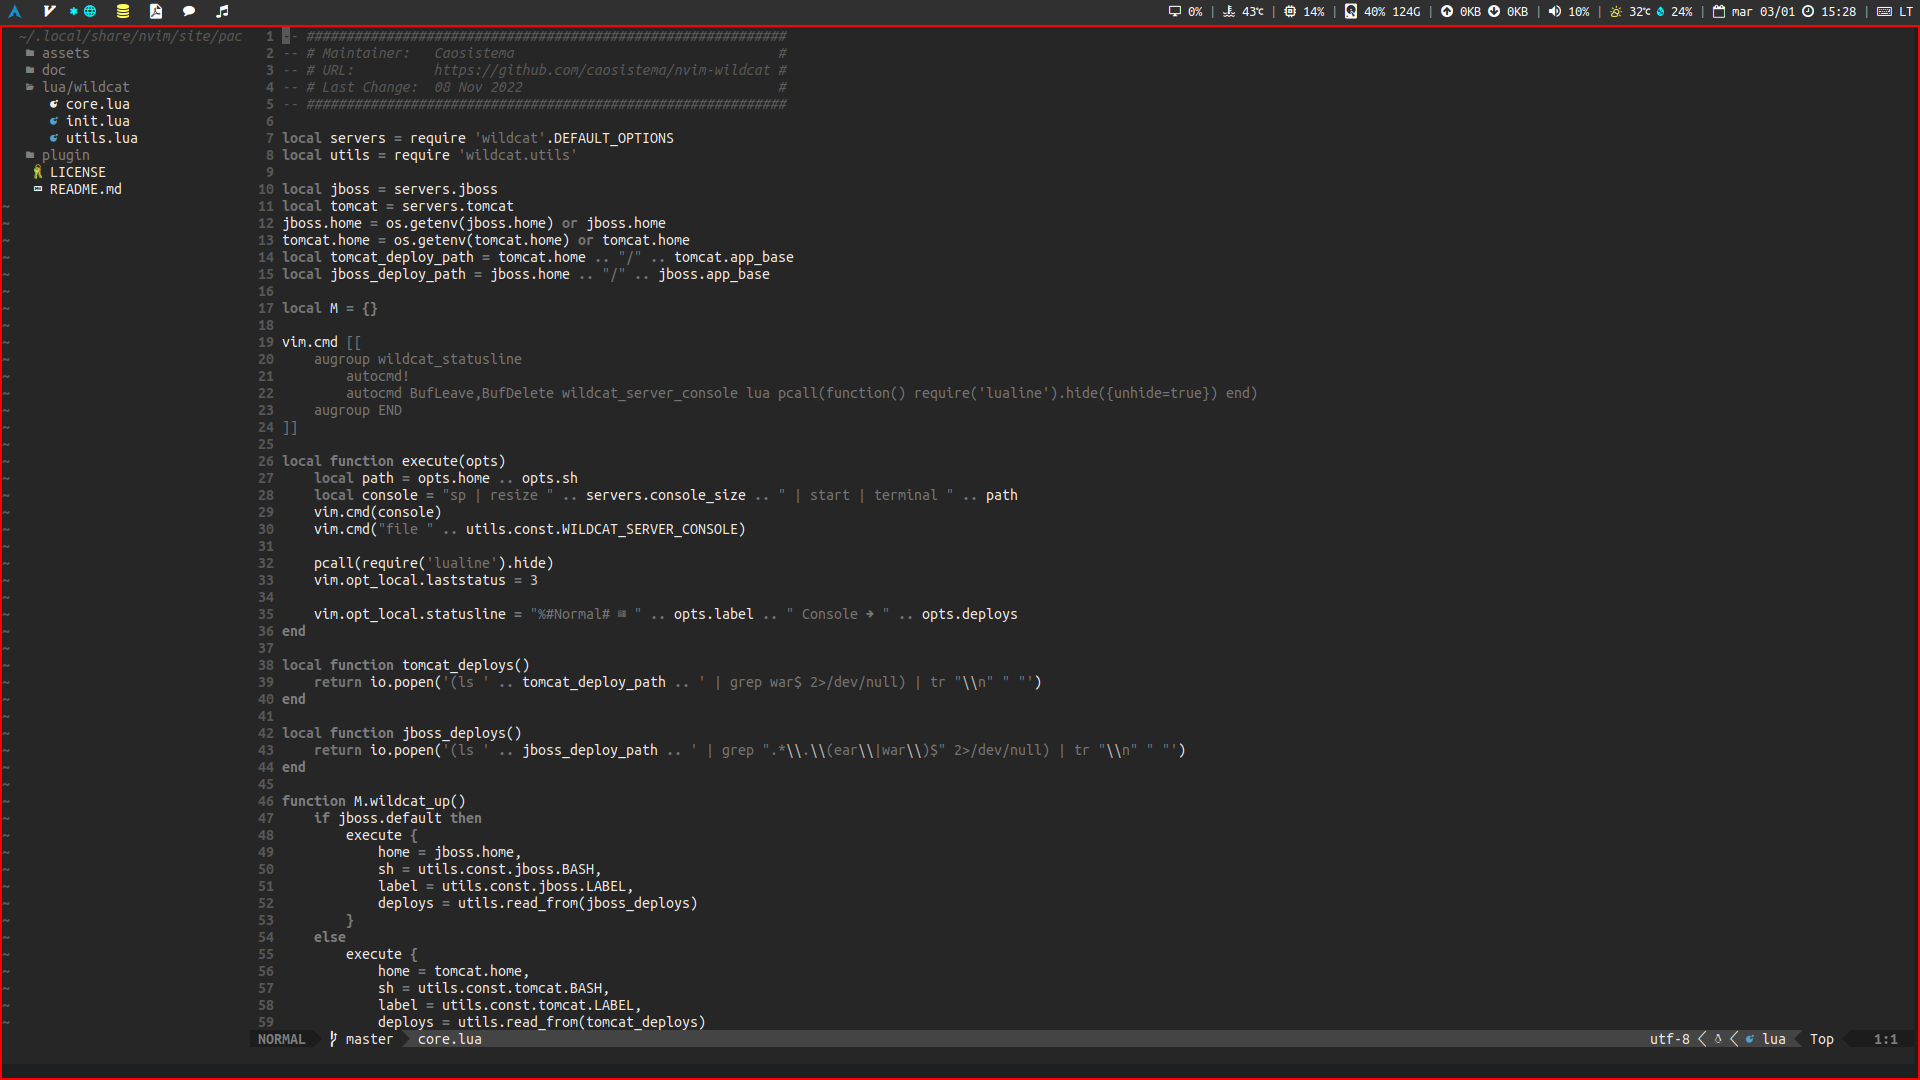 0% | 43℃ | 14% | 40% 124G | 0KB 0KB | 10% | 32℃ 24% | mar 03/01 15:28 | LT
~/.local/share/nvim/site/pac
assets
doc
lua/wildcat
core.lua
init.lua
utils.lua
plugin
LICENSE
README.md
1 -- ############################################################
2 -- # Maintainer:   Caosistema                                 #
3 -- # URL:          https://github.com/caosistema/nvim-wildcat #
4 -- # Last Change:  08 Nov 2022                                #
5 -- ############################################################
6
7 local servers = require 'wildcat'.DEFAULT_OPTIONS
8 local utils = require 'wildcat.utils'
9
10 local jboss = servers.jboss
11 local tomcat = servers.tomcat
12 jboss.home = os.getenv(jboss.home) or jboss.home
13 tomcat.home = os.getenv(tomcat.home) or tomcat.home
14 local tomcat_deploy_path = tomcat.home .. "/" .. tomcat.app_base
15 local jboss_deploy_path = jboss.home .. "/" .. jboss.app_base
16
17 local M = {}
18
19 vim.cmd [[
20     augroup wildcat_statusline
21         autocmd!
22         autocmd BufLeave,BufDelete wildcat_server_console lua pcall(function() require('lualine').hide({unhide=true}) end)
23     augroup END
24 ]]
25
26 local function execute(opts)
27     local path = opts.home .. opts.sh
28     local console = "sp | resize " .. servers.console_size .. " | start | terminal " .. path
29     vim.cmd(console)
30     vim.cmd("file " .. utils.const.WILDCAT_SERVER_CONSOLE)
31
32     pcall(require('lualine').hide)
33     vim.opt_local.laststatus = 3
34
35     vim.opt_local.statusline = "%#Normal# " .. opts.label .. " Console ➔ " .. opts.deploys
36 end
37
38 local function tomcat_deploys()
39     return io.popen('(ls ' .. tomcat_deploy_path .. ' | grep war$ 2>/dev/null) | tr "\\n" " "')
40 end
41
42 local function jboss_deploys()
43     return io.popen('(ls ' .. jboss_deploy_path .. ' | grep ".*\\.\\(ear\\|war\\)$" 2>/dev/null) | tr "\\n" " "')
44 end
45
46 function M.wildcat_up()
47     if jboss.default then
48         execute {
49             home = jboss.home,
50             sh = utils.const.jboss.BASH,
51             label = utils.const.jboss.LABEL,
52             deploys = utils.read_from(jboss_deploys)
53         }
54     else
55         execute {
56             home = tomcat.home,
57             sh = utils.const.tomcat.BASH,
58             label = utils.const.tomcat.LABEL,
59             deploys = utils.read_from(tomcat_deploys)
NORMAL master core.lua utf-8 lua Top 1:1